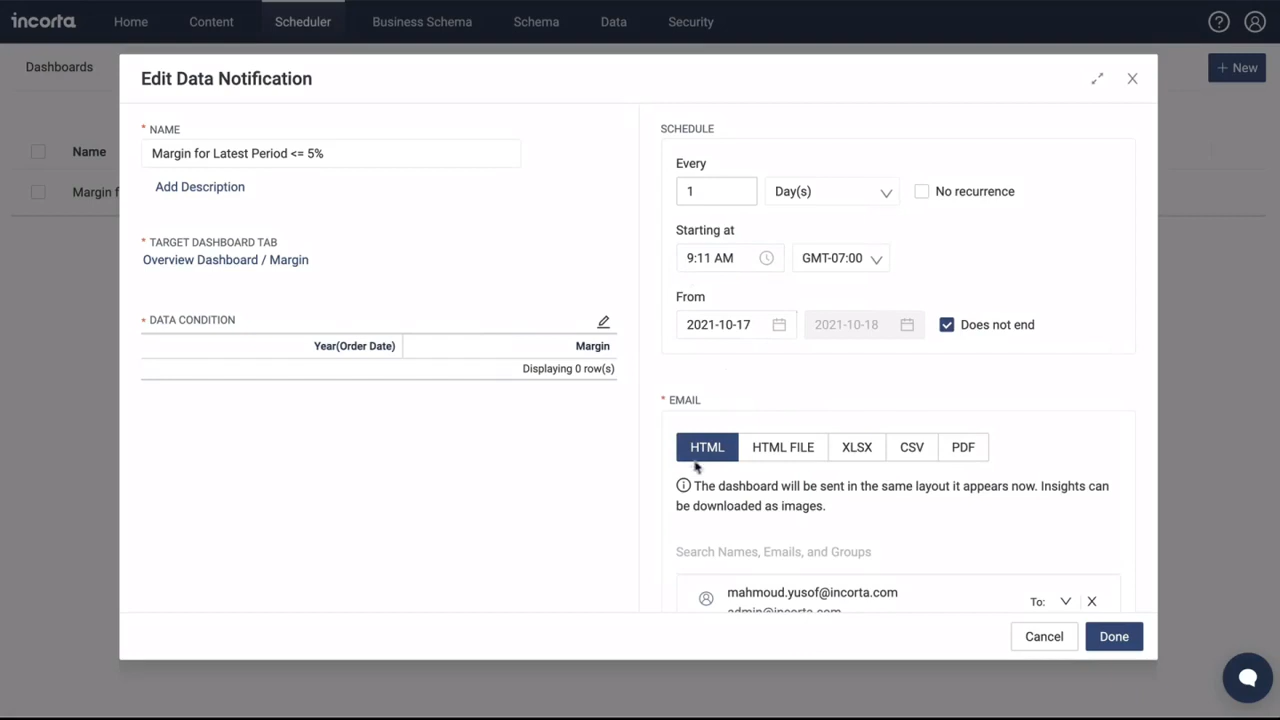 incorta
Home
Content
Scheduler
Business Schema
Schema
Data
Security
Dashboards
+ New
Name
Margin f
Edit Data Notification
* NAME
Margin for Latest Period <= 5%
Add Description
* TARGET DASHBOARD TAB
Overview Dashboard / Margin
* DATA CONDITION
Year(Order Date)
Margin
Displaying 0 row(s)
SCHEDULE
Every
1
Day(s)
No recurrence
Starting at
9:11 AM
GMT-07:00
From
2021-10-17
2021-10-18
Does not end
* EMAIL
HTML
HTML FILE
XLSX
CSV
PDF
The dashboard will be sent in the same layout it appears now. Insights can
be downloaded as images.
Search Names, Emails, and Groups
mahmoud.yusof@incorta.com
admin@incorta.com
To:
Cancel
Done